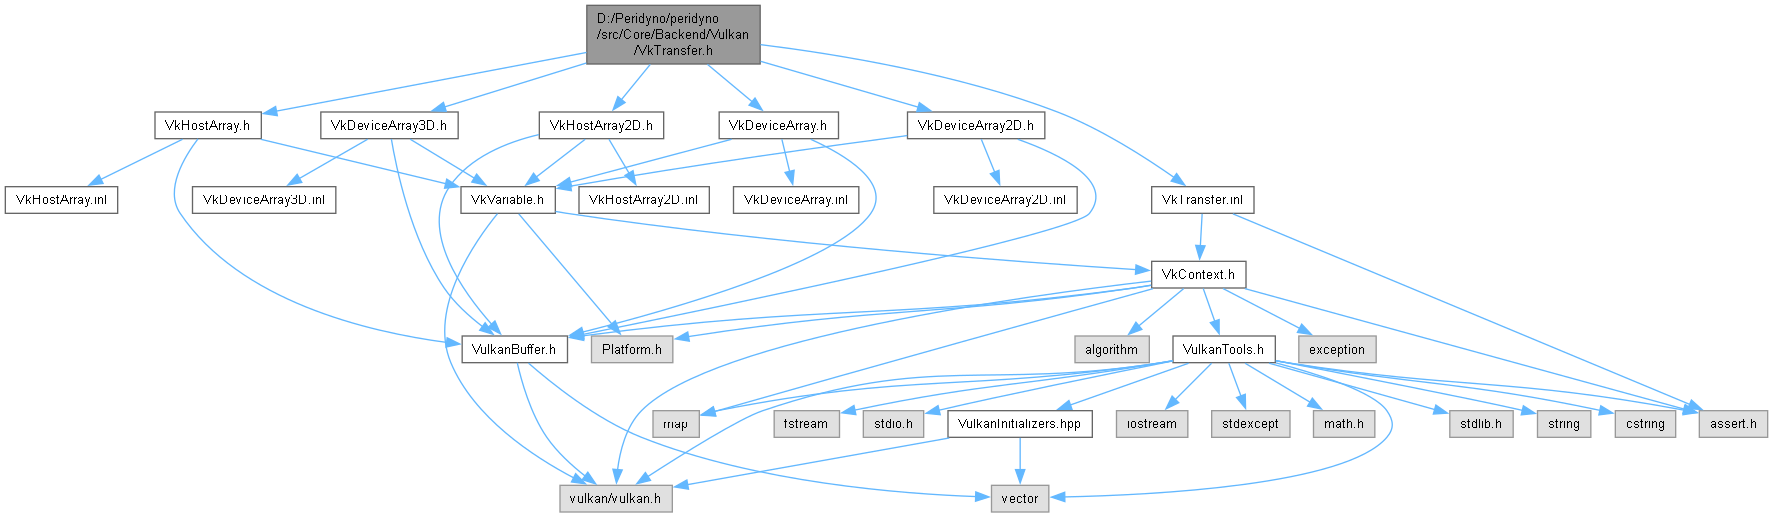 D:/Peridyno/peridyno
/src/Core/Backend/Vulkan
/VkTransfer.h
VkHostArray.h
VkDeviceArray3D.h
VkHostArray2D.h
VkDeviceArray.h
VkDeviceArray2D.h
VkHostArray.inl
VkDeviceArray3D.inl
VkVariable.h
VkHostArray2D.inl
VkDeviceArray.inl
VkDeviceArray2D.inl
VkTransfer.inl
VkContext.h
VulkanBuffer.h
Platform.h
algorithm
VulkanTools.h
exception
map
fstream
stdio.h
VulkanInitializers.hpp
iostream
stdexcept
math.h
stdlib.h
string
cstring
assert.h
vulkan/vulkan.h
vector